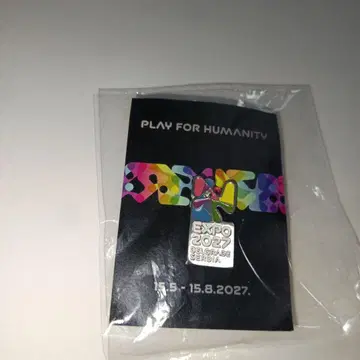 PLAY FOR HUMANITY
EXPO
2027
BELGRADE
SERBIA
15.5 - 15.8.2027.